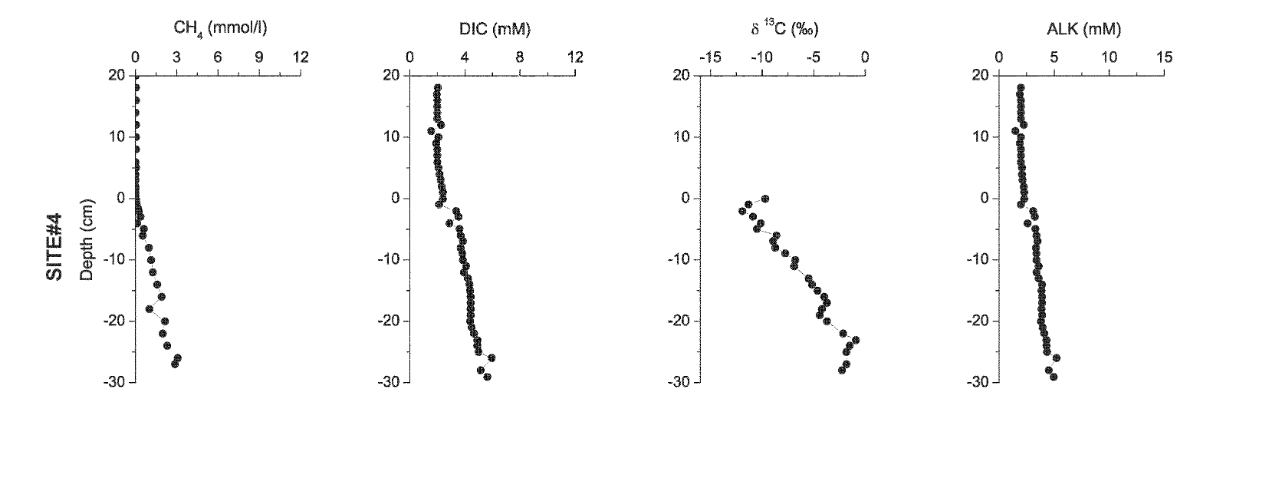 CH4 (mmol/l) DIC (mM) δ 13C (‰) ALK (mM)
0 3 6 9 12 0 4 8 12 -15 -10 -5 0 0 5 10 15
20 20 20 20
10 10 10 10
0 0 0 0
-10 -10 -10 -10
-20 -20 -20 -20
-30 -30 -30 -30
SITE#4
Depth (cm)